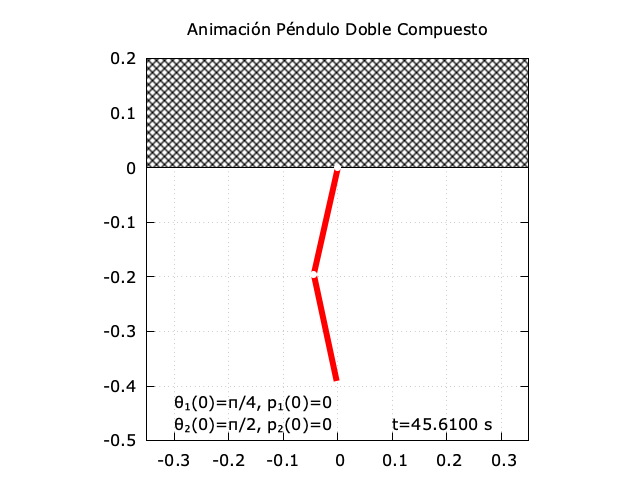 Animación Péndulo Doble Compuesto
0.2
0.1
0
-0.1
-0.2
-0.3
-0.4
-0.5
θ₁(0)=π/4, p₁(0)=0
θ₂(0)=π/2, p₂(0)=0
t=45.6100 s
-0.3 -0.2 -0.1 0 0.1 0.2 0.3